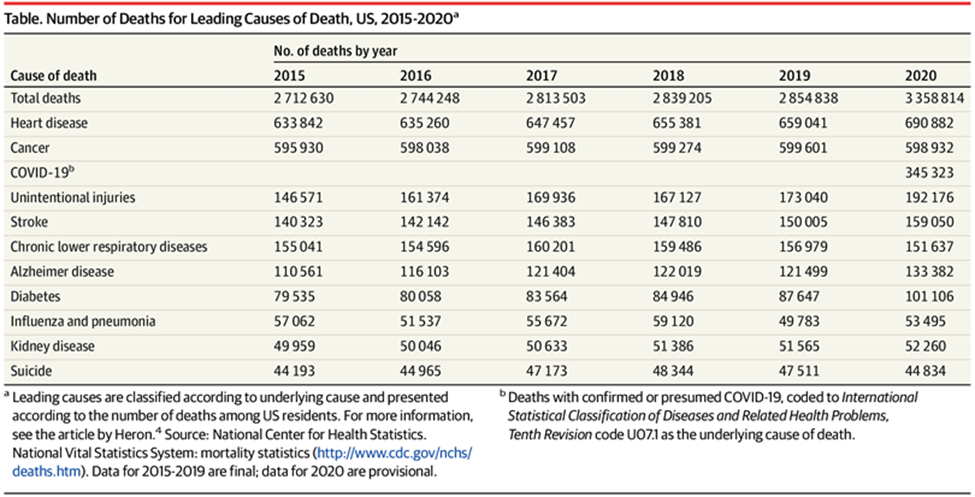 Table. Number of Deaths for Leading Causes of Death, US, 2015-2020ᵃ
No. of deaths by year
Cause of death 2015 2016 2017 2018 2019 2020
Total deaths 2 712 630 2 744 248 2 813 503 2 839 205 2 854 838 3 358 814
Heart disease 633 842 635 260 647 457 655 381 659 041 690 882
Cancer 595 930 598 038 599 108 599 274 599 601 598 932
COVID-19ᵇ 345 323
Unintentional injuries 146 571 161 374 169 936 167 127 173 040 192 176
Stroke 140 323 142 142 146 383 147 810 150 005 159 050
Chronic lower respiratory diseases 155 041 154 596 160 201 159 486 156 979 151 637
Alzheimer disease 110 561 116 103 121 404 122 019 121 499 133 382
Diabetes 79 535 80 058 83 564 84 946 87 647 101 106
Influenza and pneumonia 57 062 51 537 55 672 59 120 49 783 53 495
Kidney disease 49 959 50 046 50 633 51 386 51 565 52 260
Suicide 44 193 44 965 47 173 48 344 47 511 44 834
ᵃ Leading causes are classified according to underlying cause and presented
according to the number of deaths among US residents. For more information,
see the article by Heron.⁴ Source: National Center for Health Statistics.
National Vital Statistics System: mortality statistics (http://www.cdc.gov/nchs/
deaths.htm). Data for 2015-2019 are final; data for 2020 are provisional.
ᵇ Deaths with confirmed or presumed COVID-19, coded to International
Statistical Classification of Diseases and Related Health Problems,
Tenth Revision code U07.1 as the underlying cause of death.